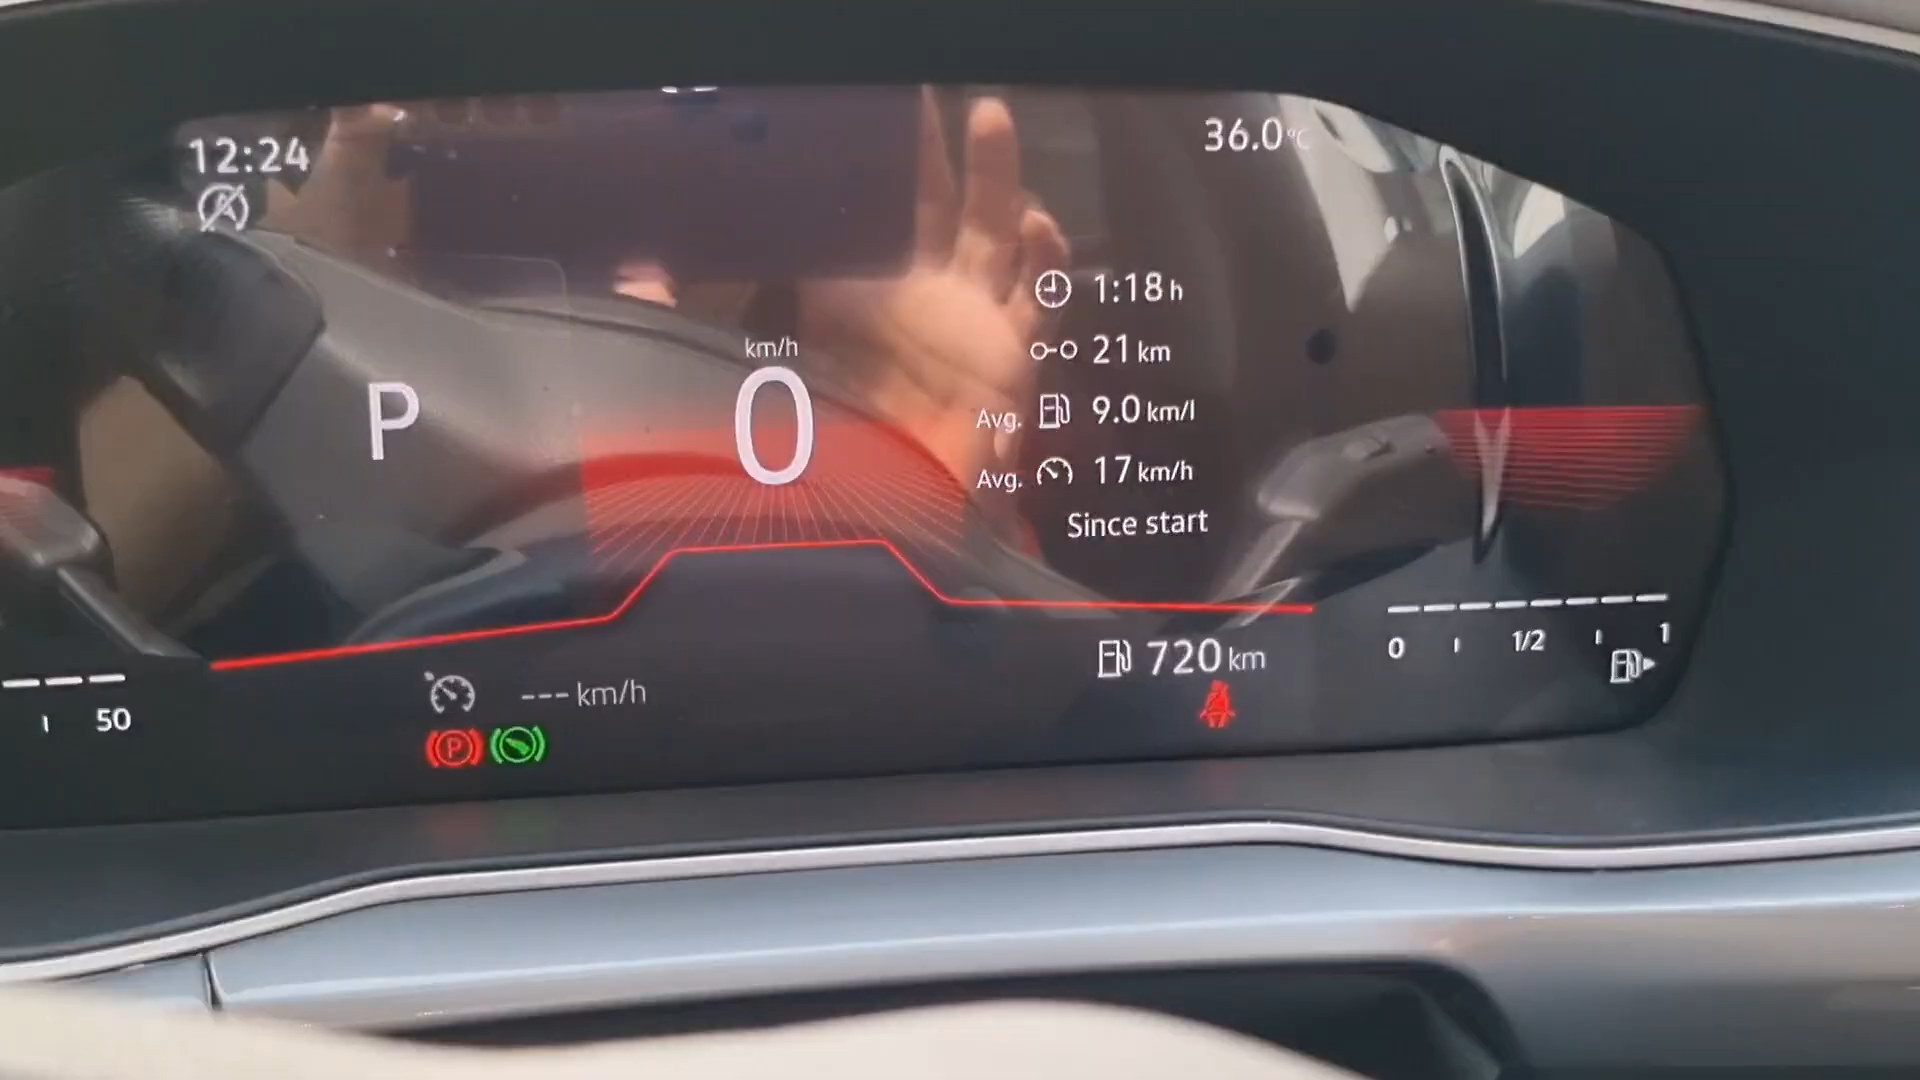 12:24
36.0°C
1:18 h
21 km
Avg. 9.0 km/l
Avg. 17 km/h
Since start
km/h
0
P
720 km
0 1/2 1
50
--- km/h
P